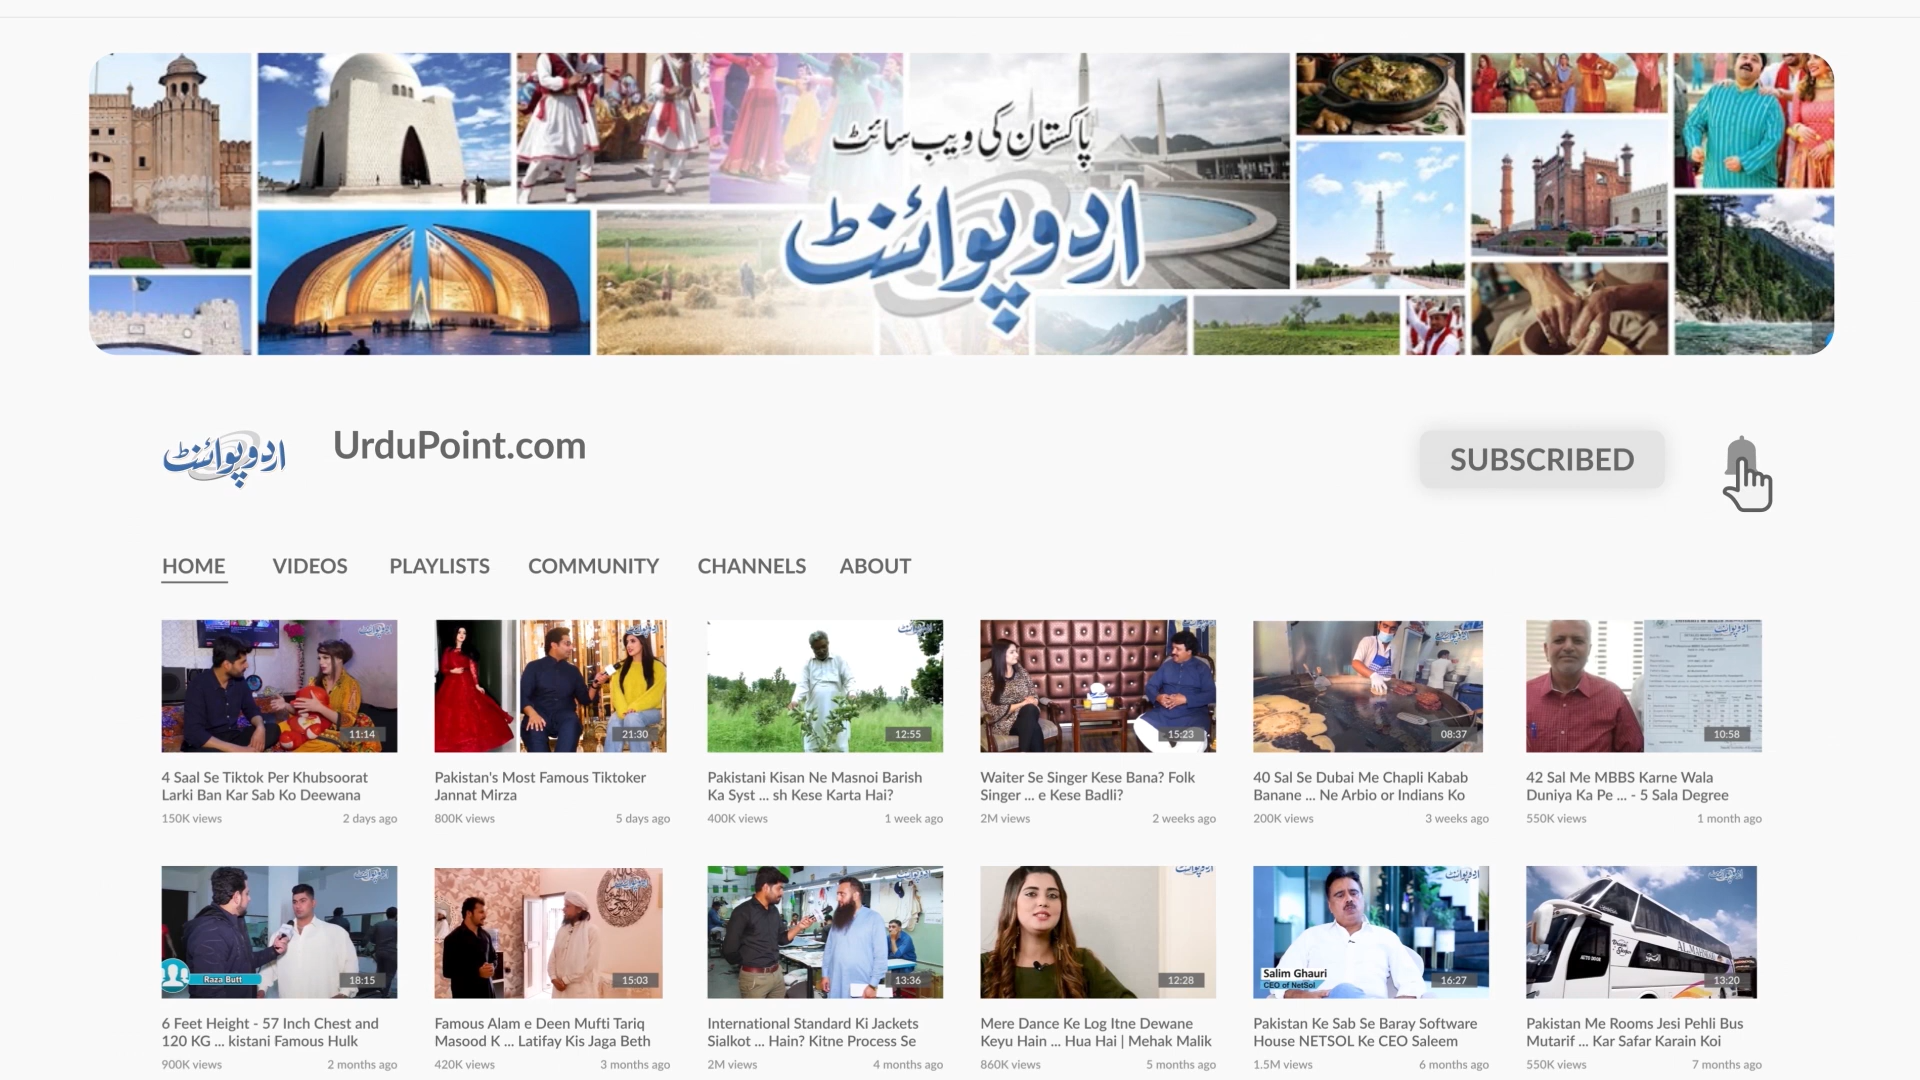 پاکستان کی ویب سائٹ
اردو پوائنٹ
اردو پوائنٹ
UrduPoint.com
SUBSCRIBED
HOME VIDEOS PLAYLISTS COMMUNITY CHANNELS ABOUT
اردو پوائنٹ
11:14
21:30
12:55
15:23
08:37
10:58
4 Saal Se Tiktok Per Khubsoorat
Larki Ban Kar Sab Ko Deewana
150K views 2 days ago
Pakistan's Most Famous Tiktoker
Jannat Mirza
800K views 5 days ago
Pakistani Kisan Ne Masnoi Barish
Ka Syst ... sh Kese Karta Hai?
400K views 1 week ago
Waiter Se Singer Kese Bana? Folk
Singer ... e Kese Badli?
2M views 2 weeks ago
40 Sal Se Dubai Me Chapli Kabab
Banane ... Ne Arbio or Indians Ko
200K views 3 weeks ago
42 Sal Me MBBS Karne Wala
Duniya Ka Pe ... - 5 Sala Degree
550K views 1 month ago
Raza Butt
18:15
15:03
13:36
12:28
Salim Ghauri
CEO of NetSol
16:27
13:20
6 Feet Height - 57 Inch Chest and
120 KG ... kistani Famous Hulk
900K views 2 months ago
Famous Alam e Deen Mufti Tariq
Masood K ... Latifay Kis Jaga Beth
420K views 3 months ago
International Standard Ki Jackets
Sialkot ... Hain? Kitne Process Se
2M views 4 months ago
Mere Dance Ke Log Itne Dewane
Keyu Hain ... Hua Hai | Mehak Malik
860K views 5 months ago
Pakistan Ke Sab Se Baray Software
House NETSOL Ke CEO Saleem
1.5M views 6 months ago
Pakistan Me Rooms Jesi Pehli Bus
Mutarif ... Kar Safar Karain Koi
550K views 7 months ago